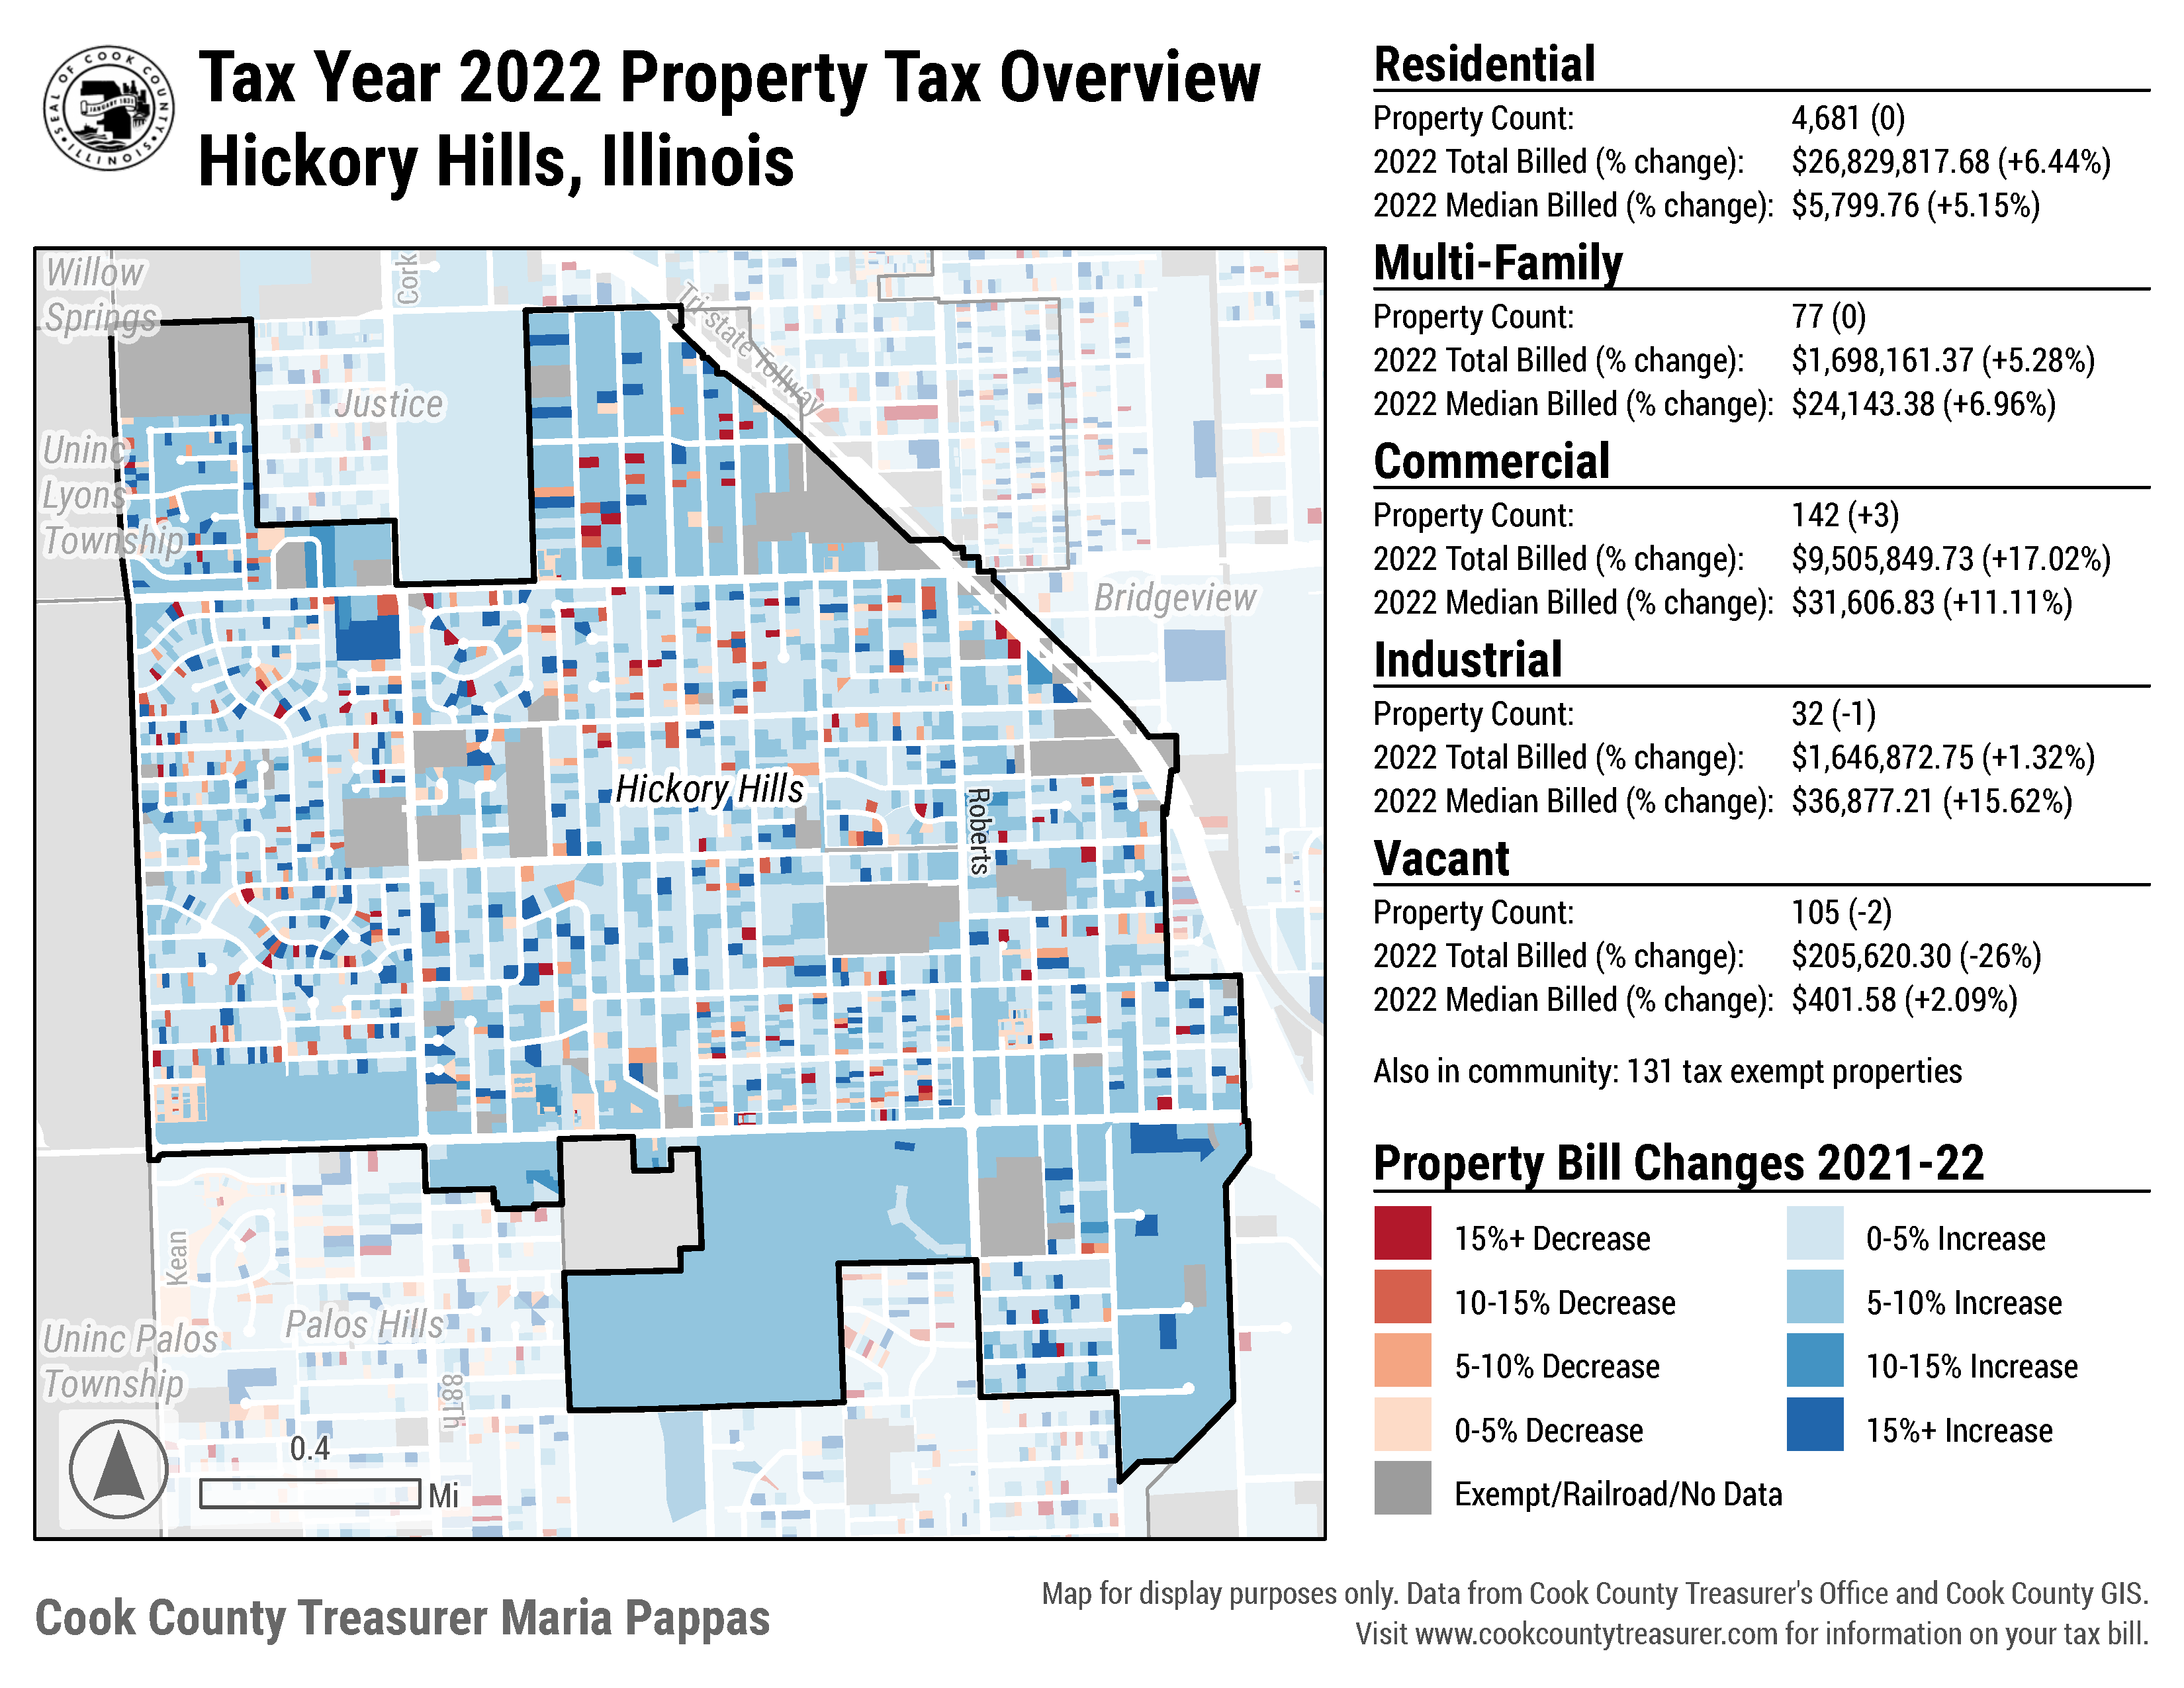 SEAL OF COOK COUNTY
ILLINOIS
JANUARY 1831
Tax Year 2022 Property Tax Overview
Hickory Hills, Illinois
Residential
Property Count: 4,681 (0)
2022 Total Billed (% change): $26,829,817.68 (+6.44%)
2022 Median Billed (% change): $5,799.76 (+5.15%)
Multi-Family
Property Count: 77 (0)
2022 Total Billed (% change): $1,698,161.37 (+5.28%)
2022 Median Billed (% change): $24,143.38 (+6.96%)
Commercial
Property Count: 142 (+3)
2022 Total Billed (% change): $9,505,849.73 (+17.02%)
2022 Median Billed (% change): $31,606.83 (+11.11%)
Industrial
Property Count: 32 (-1)
2022 Total Billed (% change): $1,646,872.75 (+1.32%)
2022 Median Billed (% change): $36,877.21 (+15.62%)
Vacant
Property Count: 105 (-2)
2022 Total Billed (% change): $205,620.30 (-26%)
2022 Median Billed (% change): $401.58 (+2.09%)
Also in community: 131 tax exempt properties
Property Bill Changes 2021-22
15%+ Decrease
10-15% Decrease
5-10% Decrease
0-5% Decrease
Exempt/Railroad/No Data
0-5% Increase
5-10% Increase
10-15% Increase
15%+ Increase
Willow
Springs
Cork
Tri-state Tollway
Justice
Uninc
Lyons
Township
Bridgeview
Hickory Hills
Roberts
Kean
Palos Hills
Uninc Palos
Township
88Th
0.4
Mi
Cook County Treasurer Maria Pappas
Map for display purposes only. Data from Cook County Treasurer's Office and Cook County GIS.
Visit www.cookcountytreasurer.com for information on your tax bill.